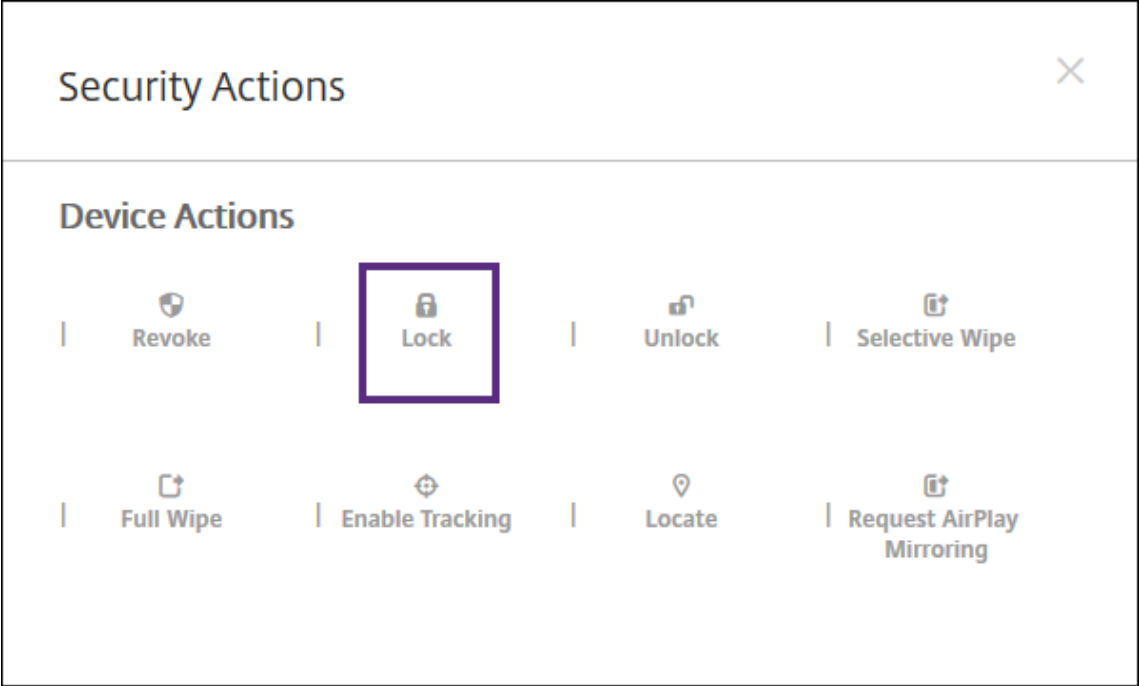 Security Actions
Device Actions
Revoke
Lock
Unlock
Selective Wipe
Full Wipe
Enable Tracking
Locate
Request AirPlay
Mirroring